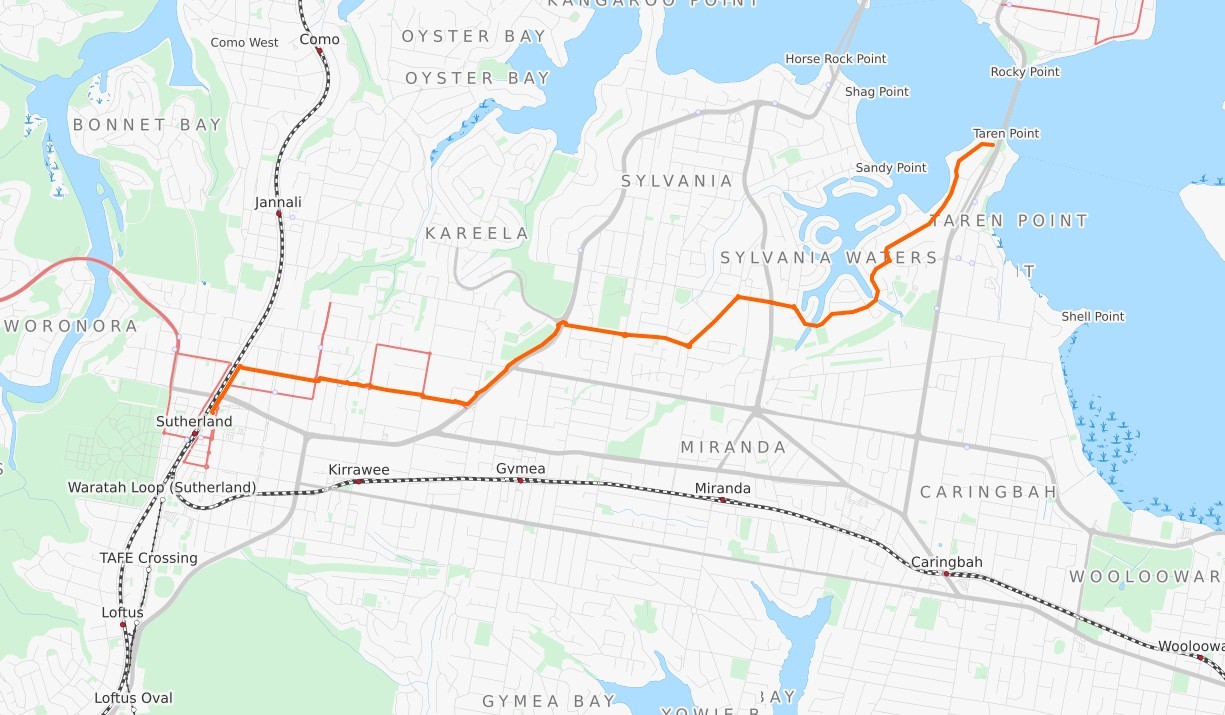 KANGAROO POINT
Como West
Como
OYSTER BAY
Horse Rock Point
Rocky Point
OYSTER BAY
Shag Point
BONNET BAY
Taren Point
Sandy Point
SYLVANIA
Jannali
TAREN POINT
KAREELA
SYLVANIA WATERS
Shell Point
WORONORA
Sutherland
MIRANDA
Kirrawee
Gymea
Waratah Loop (Sutherland)
Miranda
CARINGBAH
TAFE Crossing
Caringbah
WOOLOOWAR
Loftus
Wooloowa
Loftus Oval
GYMEA BAY
BAY
YOWIE B